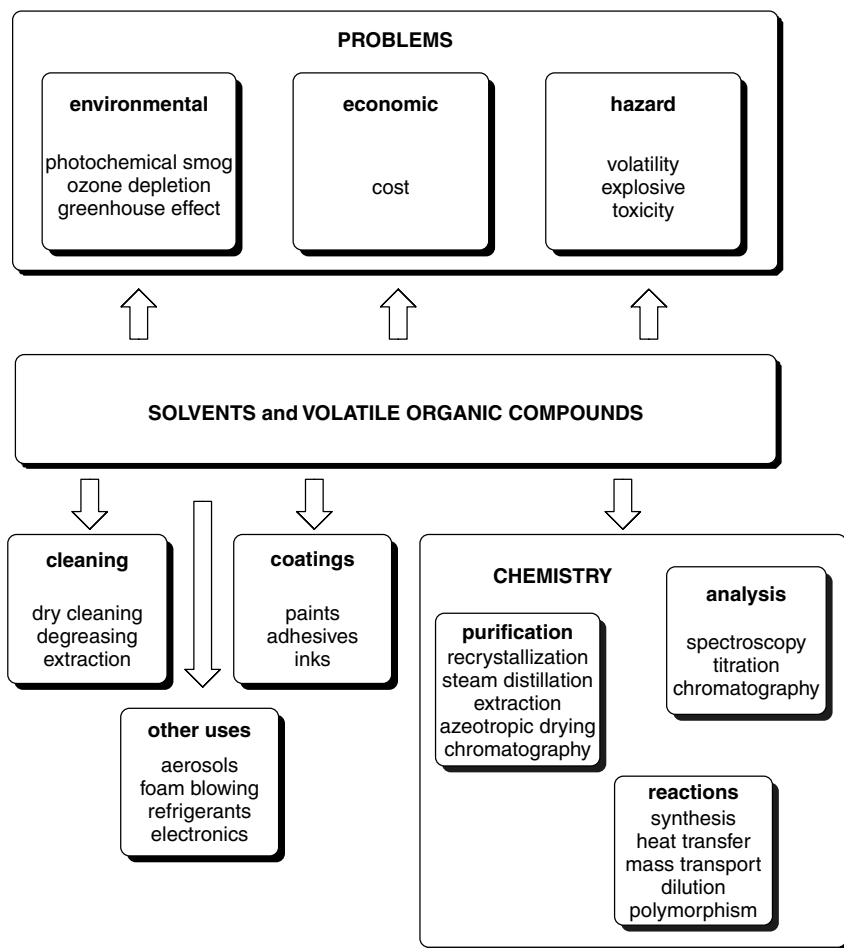 PROBLEMS
environmental
photochemical smog
ozone depletion
greenhouse effect
economic
cost
hazard
volatility
explosive
toxicity
SOLVENTS and VOLATILE ORGANIC COMPOUNDS
cleaning
dry cleaning
degreasing
extraction
other uses
aerosols
foam blowing
refrigerants
electronics
coatings
paints
adhesives
inks
CHEMISTRY
purification
recrystallization
steam distillation
extraction
azeotropic drying
chromatography
analysis
spectroscopy
titration
chromatography
reactions
synthesis
heat transfer
mass transport
dilution
polymorphism